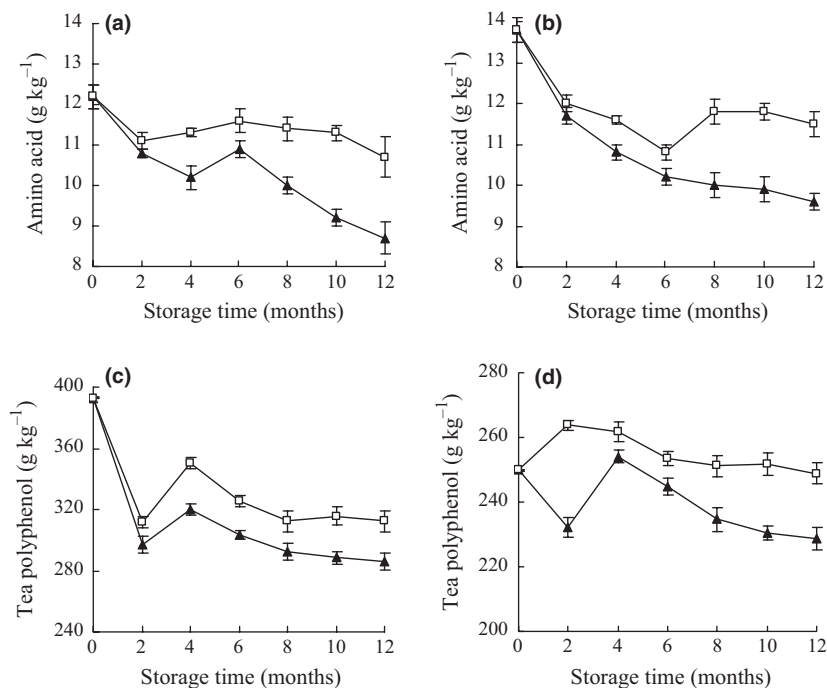 (a)
14
13
12
11
10
9
8
Amino acid (g kg⁻¹)
0 2 4 6 8 10 12
Storage time (months)
(b)
14
13
12
11
10
9
8
Amino acid (g kg⁻¹)
0 2 4 6 8 10 12
Storage time (months)
(c)
400
360
320
280
240
Tea polyphenol (g kg⁻¹)
0 2 4 6 8 10 12
Storage time (months)
(d)
280
260
250
230
220
200
Tea polyphenol (g kg⁻¹)
0 2 4 6 8 10 12
Storage time (months)